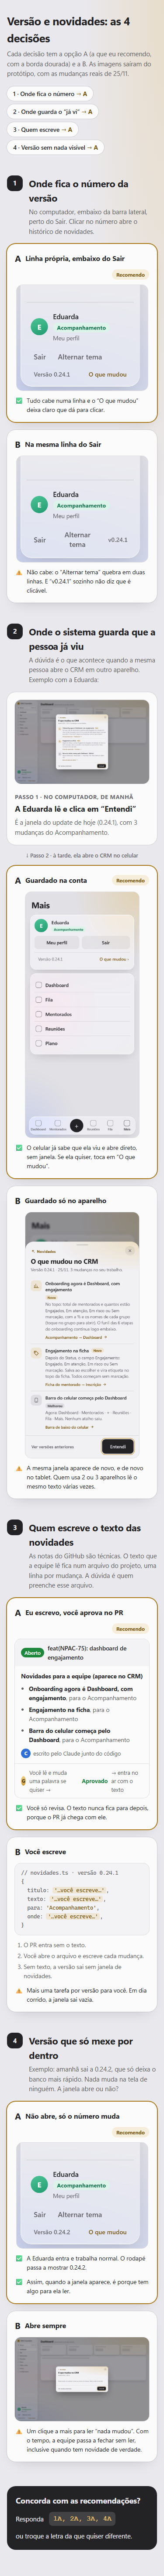 Versão e novidades: as 4
decisões
Cada decisão tem a opção A (a que eu recomendo,
com a borda dourada) e a B. As imagens saíram do
protótipo, com as mudanças reais de 25/11.
1 · Onde fica o número → A
2 · Onde guarda o "já vi" → A
3 · Quem escreve → A
4 · Versão sem nada visível → A
1
Onde fica o número da
versão
No computador, embaixo da barra lateral,
perto do Sair. Clicar no número abre o
histórico de novidades.
A Linha própria, embaixo do Sair
Recomendo
E
Eduarda
Acompanhamento
Meu perfil
Sair Alternar tema
Versão 0.24.1 O que mudou
Tudo cabe numa linha e o "O que mudou"
deixa claro que dá para clicar.
B Na mesma linha do Sair
E
Eduarda
Acompanhamento
Meu perfil
Sair
Alternar
tema
v0.24.1
Não cabe: o "Alternar tema" quebra em duas
linhas. E "v0.24.1" sozinho não diz que é
clicável.
2
Onde o sistema guarda que a
pessoa já viu
A dúvida é o que acontece quando a mesma
pessoa abre o CRM em outro aparelho.
Exemplo com a Eduarda:
PASSO 1 · NO COMPUTADOR, DE MANHÃ
A Eduarda lê e clica em "Entendi"
É a janela do update de hoje (0.24.1), com 3
mudanças do Acompanhamento.
↓ Passo 2 · à tarde, ela abre o CRM no celular
A Guardado na conta
Recomendo
Mais
E
Eduarda
Acompanhamento
Meu perfil
Sair
Versão 0.24.1
O que mudou
Dashboard
Fila
Mentorados
Reuniões
Plano
O celular já sabe que ela viu e abre direto,
sem janela. Se ela quiser, toca em "O que
mudou".
B Guardado só no aparelho
Novidades
O que mudou no CRM
Onboarding agora é Dashboard, com
engajamento
Engajamento na ficha
Barra do celular começa pelo Dashboard
Ver versões anteriores
Entendi
A mesma janela aparece de novo, e de novo
no tablet. Quem usa 2 ou 3 aparelhos lê o
mesmo texto várias vezes.
3
Quem escreve o texto das
novidades
As notas do GitHub são técnicas. O texto que
a equipe lê fica num arquivo do projeto, uma
linha por mudança. A dúvida é quem
preenche esse arquivo.
A Eu escrevo, você aprova no PR
Recomendo
Aberto
feat(NPAC-75): dashboard de
engajamento
Novidades para a equipe (aparece no CRM)
Onboarding agora é Dashboard, com
engajamento, para o Acompanhamento
Engajamento na ficha, para o
Acompanhamento
Barra do celular começa pelo
Dashboard, para o Acompanhamento
C escrito pelo Claude junto do código
G
Você lê e muda
uma palavra se
quiser →
Aprovado
→ entra no
ar com o
texto
Você só revisa. O texto nunca fica para depois,
porque o PR já chega com ele.
B Você escreve
// novidades.ts · versão 0.24.1
{
titulo: '…você escreve…',
texto: '…você escreve…',
para: 'Acompanhamento',
onde: '…você escreve…',
}
1. O PR entra sem o texto.
2. Você abre o arquivo e escreve cada mudança.
3. Sem texto, a versão sai sem janela de
novidades.
Mais uma tarefa por versão para você. Em dia
corrido, a janela sai vazia.
4
Versão que só mexe por
dentro
Exemplo: amanhã sai a 0.24.2, que só deixa o
banco mais rápido. Nada muda na tela de
ninguém. A janela abre ou não?
A Não abre, só o número muda
Recomendo
E
Eduarda
Acompanhamento
Meu perfil
Sair Alternar tema
Versão 0.24.2 O que mudou
A Eduarda entra e trabalha normal. O rodapé
passa a mostrar 0.24.2.
Assim, quando a janela aparece, é porque tem
algo para ela ler.
B Abre sempre
Um clique a mais para ler "nada mudou". Com
o tempo, a equipe passa a fechar sem ler,
inclusive quando tem novidade de verdade.
Concorda com as recomendações?
Responda 1A, 2A, 3A, 4A
ou troque a letra da que quiser diferente.